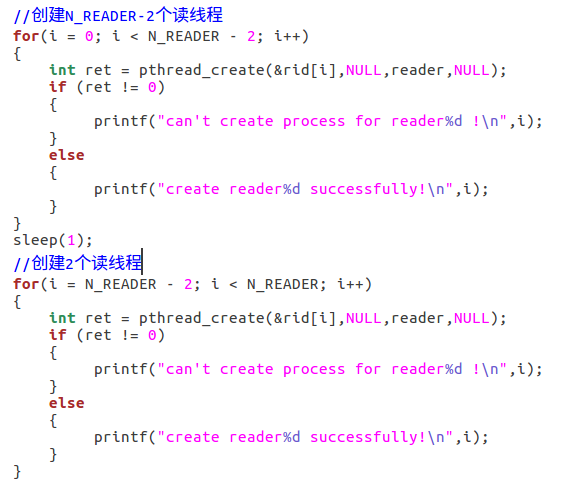 //创建N_READER-2个读线程
for(i = 0; i < N_READER - 2; i++)
{
    int ret = pthread_create(&rid[i],NULL,reader,NULL);
    if (ret != 0)
    {
         printf("can't create process for reader%d !\n",i);
    }
    else
    {
         printf("create reader%d successfully!\n",i);
    }
}
sleep(1);
//创建2个读线程
for(i = N_READER - 2; i < N_READER; i++)
{
    int ret = pthread_create(&rid[i],NULL,reader,NULL);
    if (ret != 0)
    {
         printf("can't create process for reader%d !\n",i);
    }
    else
    {
         printf("create reader%d successfully!\n",i);
    }
}